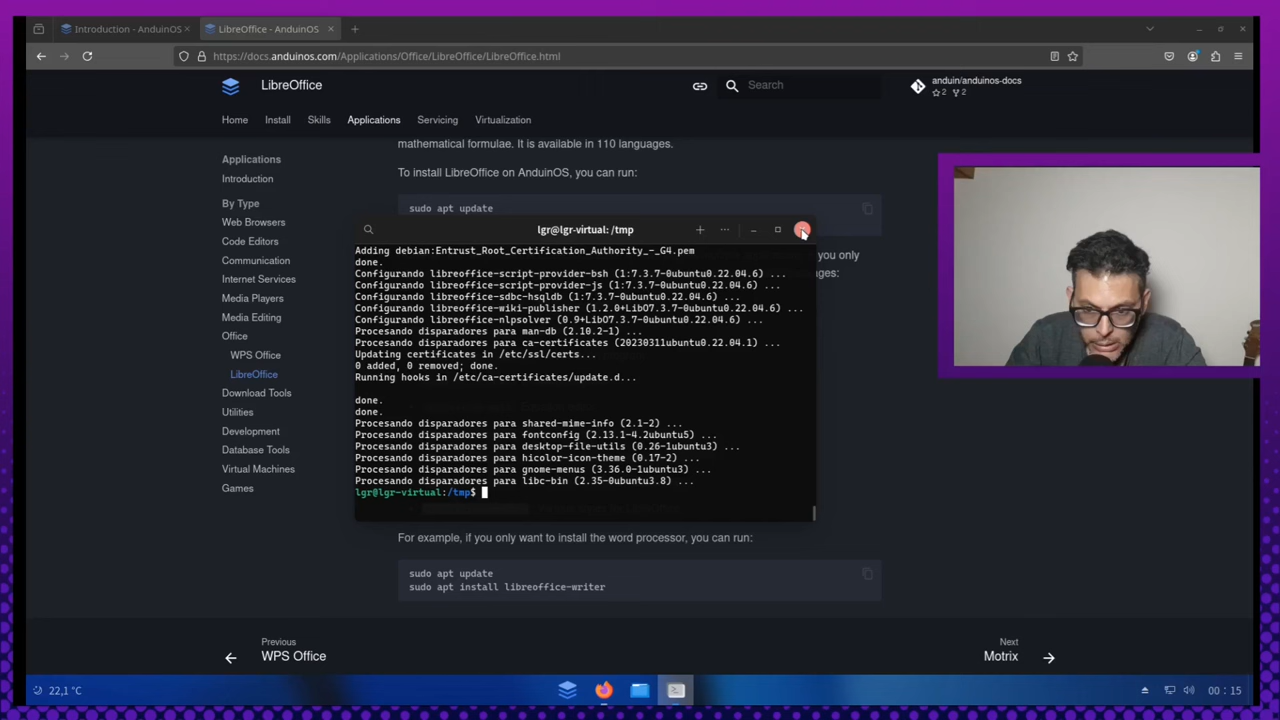 Introduction - AnduinOS
LibreOffice - AnduinOS
https://docs.anduinos.com/Applications/Office/LibreOffice/LibreOffice.html
LibreOffice
Search
anduin/anduinos-docs
2 2
Home Install Skills Applications Servicing Virtualization
Applications
Introduction
By Type
Web Browsers
Code Editors
Communication
Internet Services
Media Players
Media Editing
Office
WPS Office
LibreOffice
Download Tools
Utilities
Development
Database Tools
Virtual Machines
Games
mathematical formulae. It is available in 110 languages.
To install LibreOffice on AnduinOS, you can run:
sudo apt update
you only
ages:
lgr@lgr-virtual: /tmp
Adding debian:Entrust_Root_Certification_Authority_-_G4.pem
done.
Configurando libreoffice-script-provider-bsh (1:7.3.7-0ubuntu0.22.04.6) ...
Configurando libreoffice-script-provider-js (1:7.3.7-0ubuntu0.22.04.6) ...
Configurando libreoffice-sdbc-hsqldb (1:7.3.7-0ubuntu0.22.04.6) ...
Configurando libreoffice-wiki-publisher (1.2.0+LibO7.3.7-0ubuntu0.22.04.6) ...
Configurando libreoffice-nlpsolver (0.9+LibO7.3.7-0ubuntu0.22.04.6) ...
Procesando disparadores para man-db (2.10.2-1) ...
Procesando disparadores para ca-certificates (20230311ubuntu0.22.04.1) ...
Updating certificates in /etc/ssl/certs...
0 added, 0 removed; done.
Running hooks in /etc/ca-certificates/update.d...
done.
done.
Procesando disparadores para shared-mime-info (2.1-2) ...
Procesando disparadores para fontconfig (2.13.1-4.2ubuntu5) ...
Procesando disparadores para desktop-file-utils (0.26-1ubuntu3) ...
Procesando disparadores para hicolor-icon-theme (0.17-2) ...
Procesando disparadores para gnome-menus (3.36.0-1ubuntu3) ...
Procesando disparadores para libc-bin (2.35-0ubuntu3.8) ...
lgr@lgr-virtual:/tmp$
For example, if you only want to install the word processor, you can run:
sudo apt update
sudo apt install libreoffice-writer
Previous
WPS Office
Next
Motrix
22,1 °C
00:15